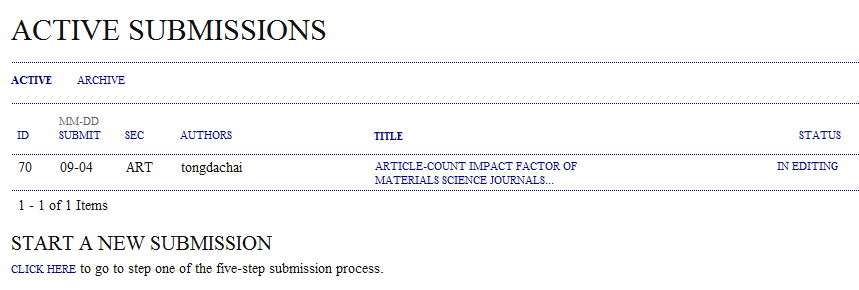 ACTIVE SUBMISSIONS
ACTIVE ARCHIVE
MM-DD
ID SUBMIT SEC AUTHORS TITLE STATUS
70 09-04 ART tongdachai ARTICLE-COUNT IMPACT FACTOR OF IN EDITING
MATERIALS SCIENCE JOURNALS...
1 - 1 of 1 Items
START A NEW SUBMISSION
CLICK HERE to go to step one of the five-step submission process.